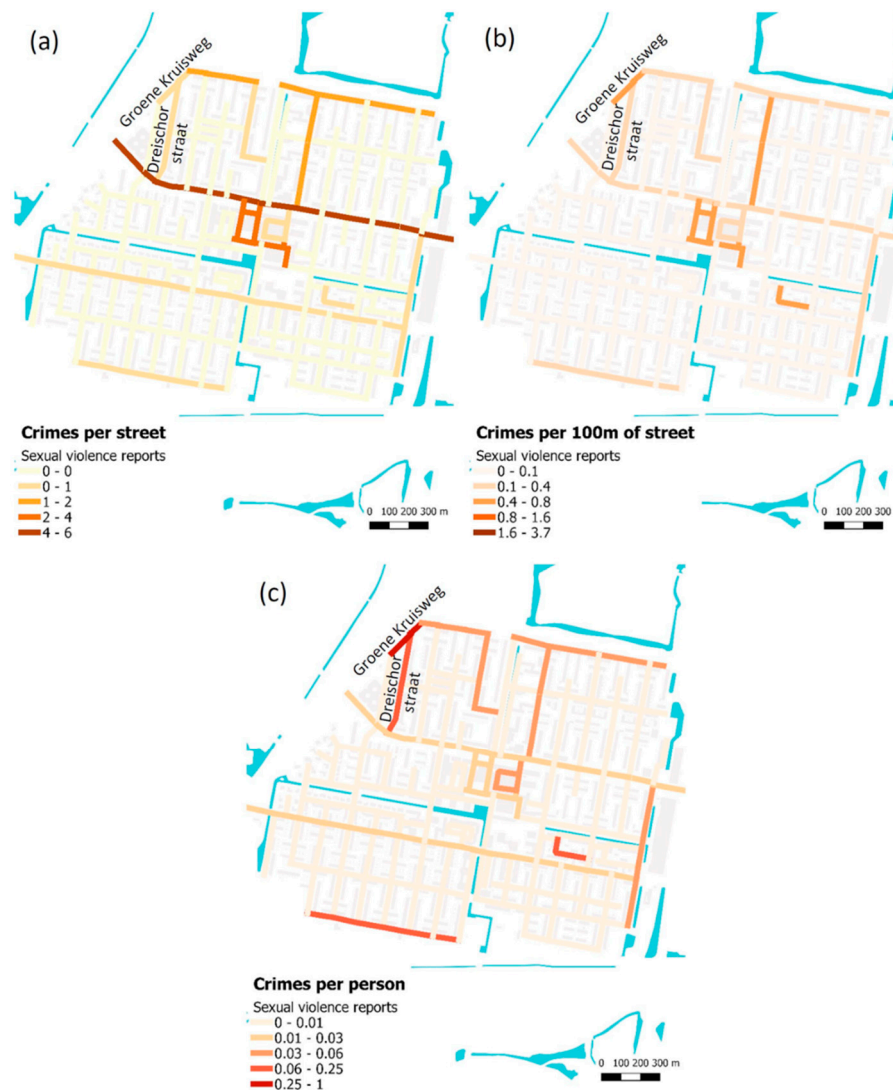 (a)
Groene Kruisweg
Dreischor
straat
Crimes per street
Sexual violence reports
0 - 0
0 - 1
1 - 2
2 - 4
4 - 6
0 100 200 300 m
(b)
Groene Kruisweg
Dreischor
straat
Crimes per 100m of street
Sexual violence reports
0 - 0.1
0.1 - 0.4
0.4 - 0.8
0.8 - 1.6
1.6 - 3.7
0 100 200 300 m
(c)
Groene Kruisweg
Dreischor
straat
Crimes per person
Sexual violence reports
0 - 0.01
0.01 - 0.03
0.03 - 0.06
0.06 - 0.25
0.25 - 1
0 100 200 300 m